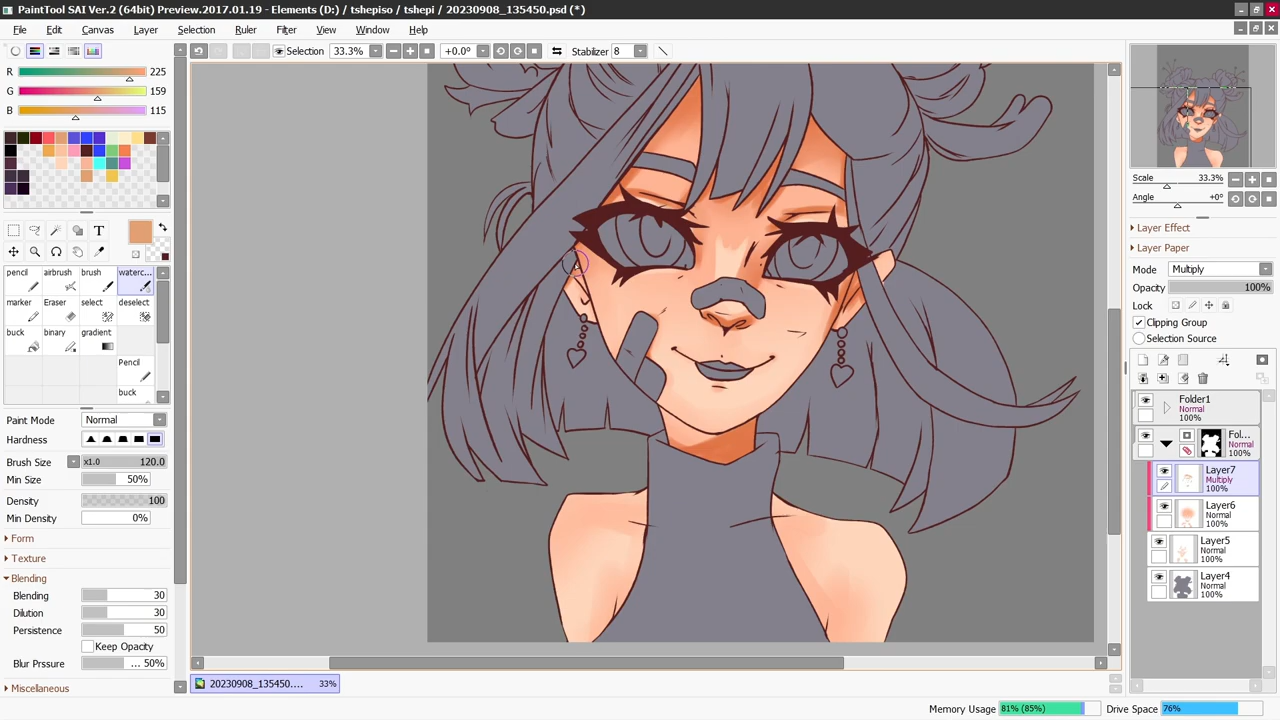 PaintTool SAI Ver.2 (64bit) Preview.2017.01.19 - Elements (D:) / tshepiso / tshepi / 20230908_135450.psd (*)
File Edit Canvas Layer Selection Ruler Filter View Window Help
Selection 33.3% +0.0° Stabilizer 8
R 225
G 159
B 115
T
pencil airbrush brush waterc...
marker Eraser select deselect
buck binary gradient
Pencil
buck
Paint Mode Normal
Hardness
Brush Size x1.0 120.0
Min Size 50%
Density 100
Min Density 0%
Form
Texture
Blending
Blending 30
Dilution 30
Persistence 50
Keep Opacity
Blur Prssure ... 50%
Miscellaneous
Scale 33.3%
Angle +0°
Layer Effect
Layer Paper
Mode Multiply
Opacity 100%
Lock
Clipping Group
Selection Source
Folder1
Normal
100%
Fol...
Normal
100%
Layer7
Multiply
100%
Layer6
Normal
100%
Layer5
Normal
100%
Layer4
Normal
100%
20230908_135450.... 33%
Memory Usage 81% (85%) Drive Space 76%